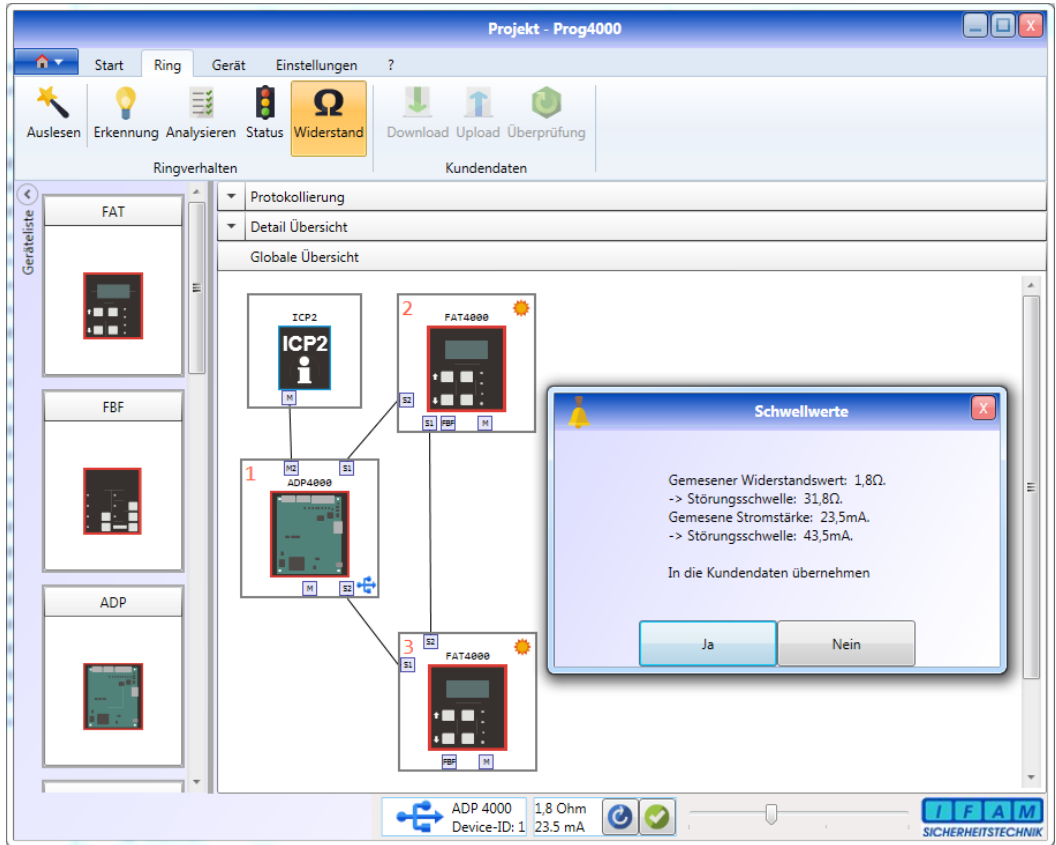 Projekt - Prog4000
Start Ring Gerät Einstellungen ?
Auslesen Erkennung Analysieren Status Widerstand Download Upload Überprüfung
Ringverhalten Kundendaten
Geräteliste
FAT
FBF
ADP
Protokollierung
Detail Übersicht
Globale Übersicht
ICP2
ICP2
i
M
2
FAT4000
S2
S1 FBF M
1
M2 S1
ADP4000
M S2
3
S2
FAT4000
S1
FBF M
Schwellwerte
X
Gemesener Widerstandswert: 1,8Ω.
-> Störungsschwelle: 31,8Ω.
Gemesene Stromstärke: 23,5mA.
-> Störungsschwelle: 43,5mA.
In die Kundendaten übernehmen
Ja Nein
ADP 4000 1,8 Ohm
Device-ID: 1 23.5 mA
I F A M
SICHERHEITSTECHNIK